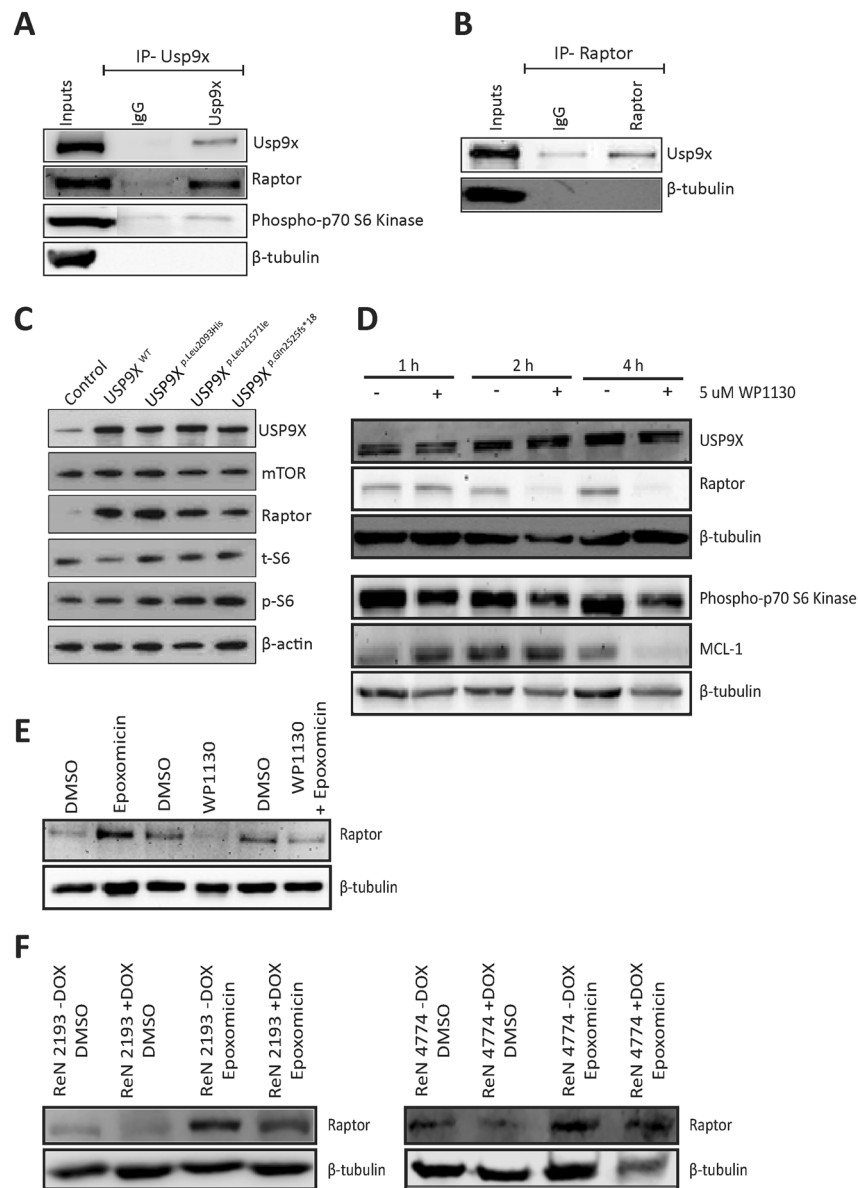 A
IP- Usp9x
Inputs
IgG
Usp9x
Usp9x
Raptor
Phospho-p70 S6 Kinase
β-tubulin
B
IP- Raptor
Inputs
IgG
Raptor
Usp9x
β-tubulin
C
Control
USP9X WT
USP9X p.Leu2093His
USP9X p.Leu2157Ile
USP9X p.Gln2525fs*18
USP9X
mTOR
Raptor
t-S6
p-S6
β-actin
D
1 h 2 h 4 h
- + - + - + 5 uM WP1130
USP9X
Raptor
β-tubulin
Phospho-p70 S6 Kinase
MCL-1
β-tubulin
E
DMSO
Epoxomicin
DMSO
WP1130
DMSO
WP1130
+ Epoxomicin
Raptor
β-tubulin
F
ReN 2193 -DOX
DMSO
ReN 2193 +DOX
DMSO
ReN 2193 -DOX
Epoxomicin
ReN 2193 +DOX
Epoxomicin
Raptor
β-tubulin
ReN 4774 -DOX
DMSO
ReN 4774 +DOX
DMSO
ReN 4774 -DOX
Epoxomicin
ReN 4774 +DOX
Epoxomicin
Raptor
β-tubulin